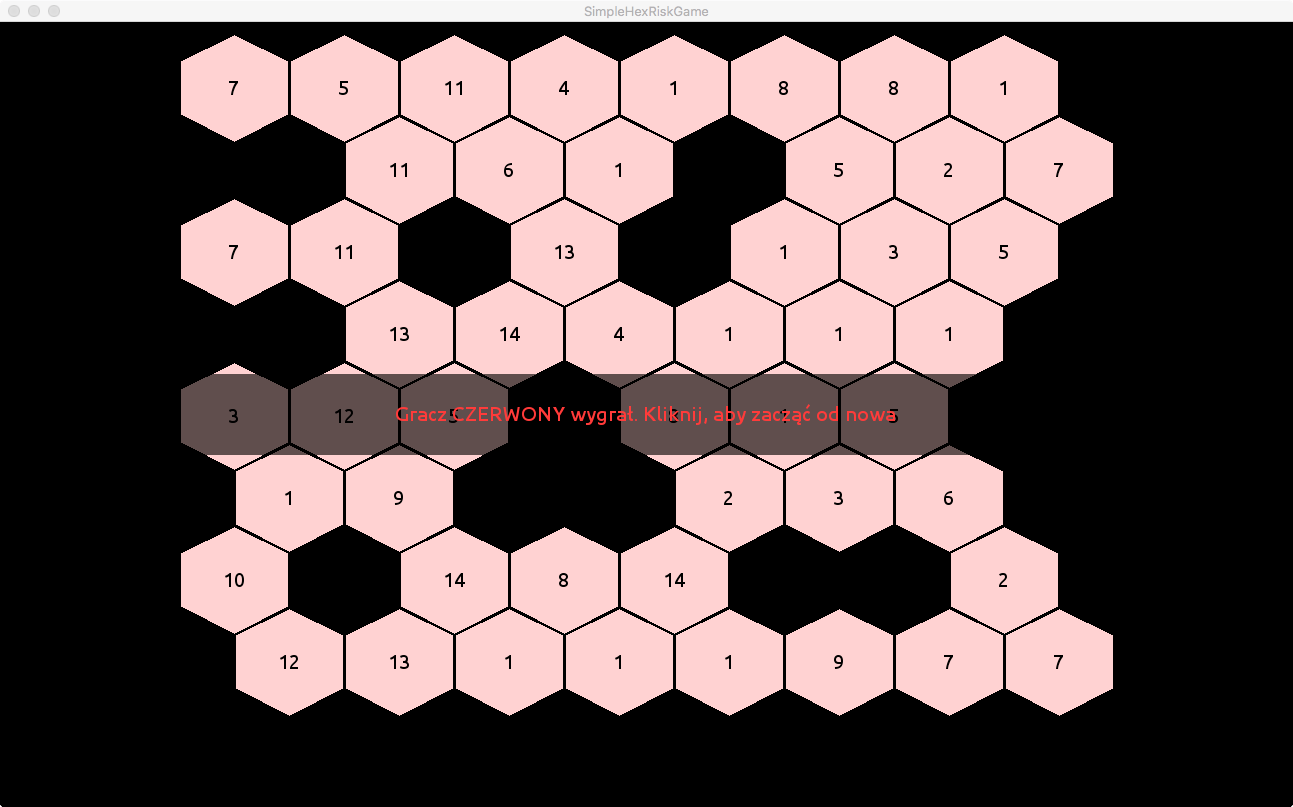 SimpleHexRiskGame
7 5 11 4 1 8 8 1
11 6 1 5 2 7
7 11 13 1 3 5
13 14 4 1 1 1
3 12
Gracz CZERWONY wygrał. Kliknij, aby zacząć od nowa
1 9 2 3 6
10 14 8 14 2
12 13 1 1 1 9 7 7